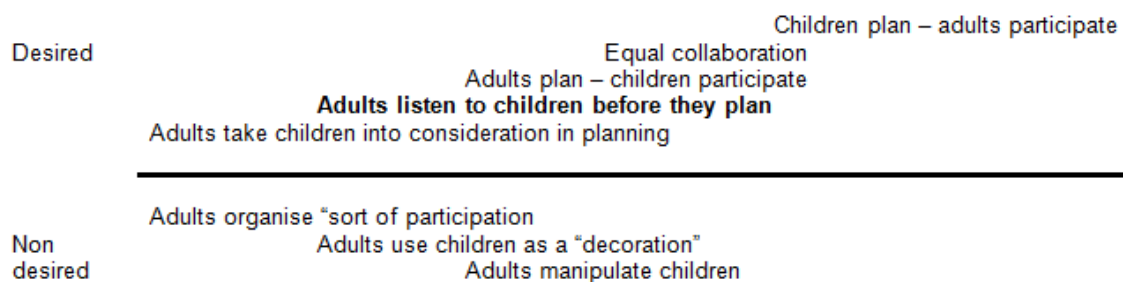 Children plan – adults participate
Desired Equal collaboration
Adults plan – children participate
Adults listen to children before they plan
Adults take children into consideration in planning
Adults organise “sort of participation
Non Adults use children as a “decoration”
desired Adults manipulate children